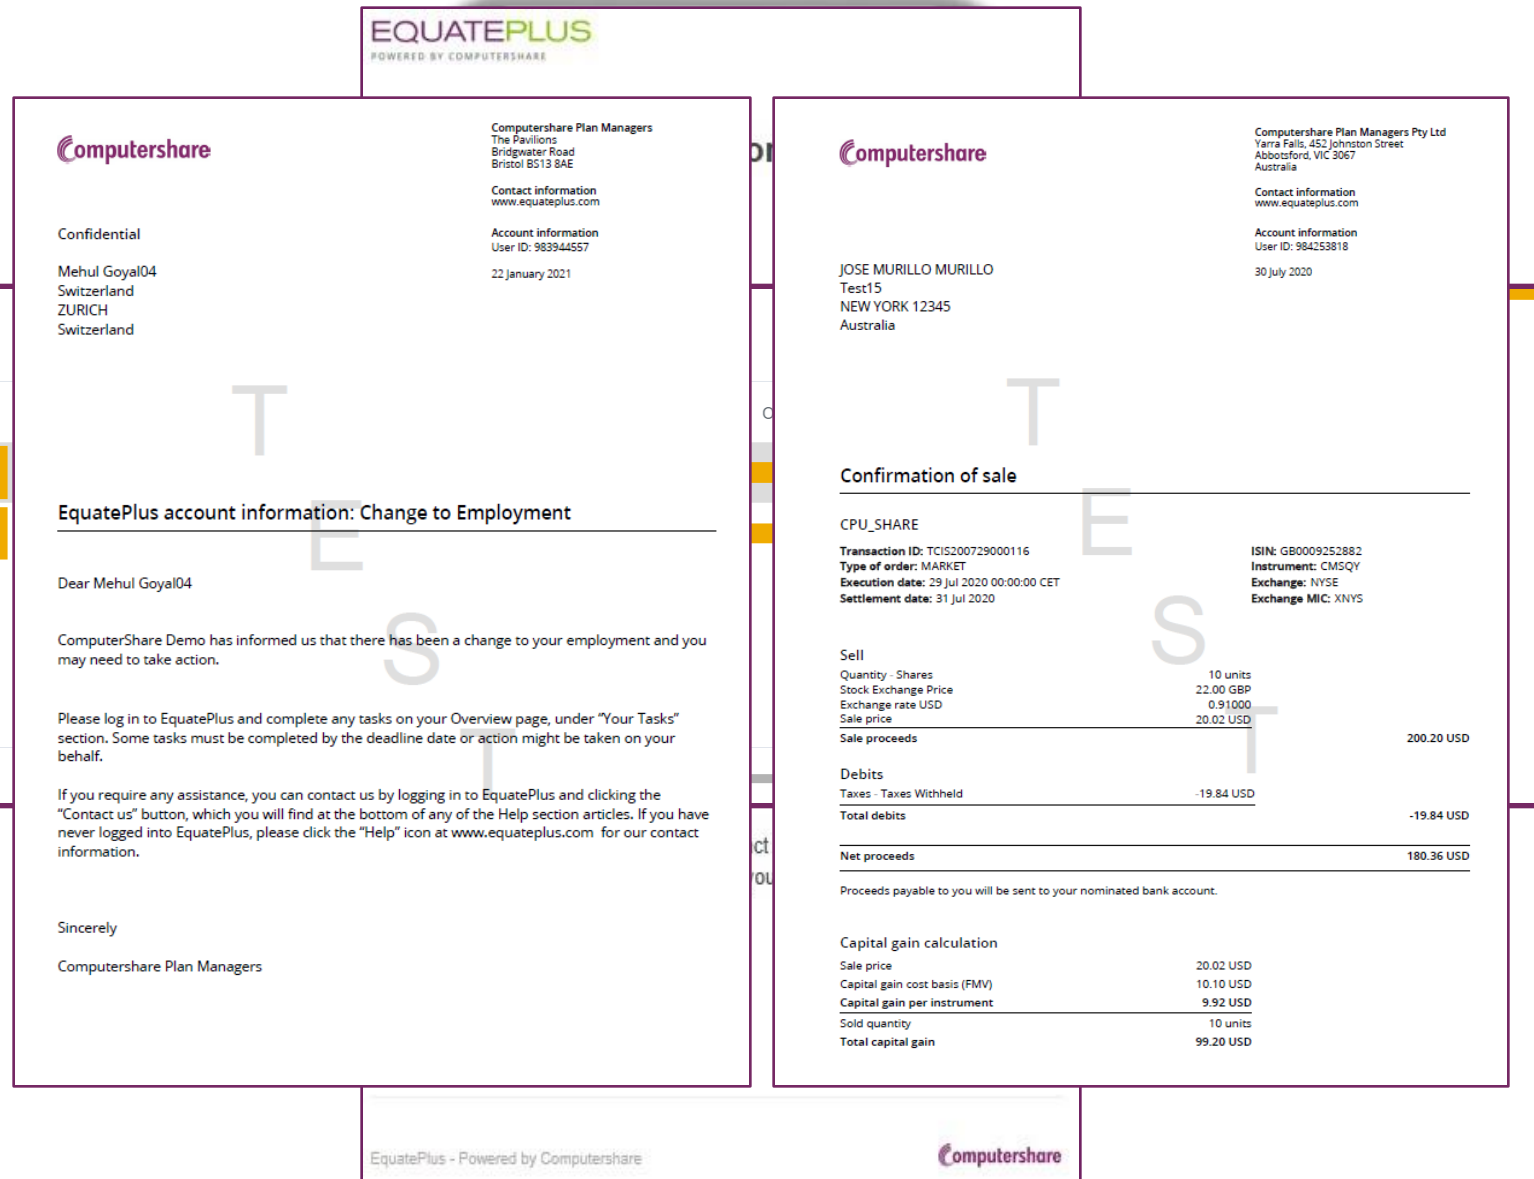 EQUATEPLUS
POWERED BY COMPUTERSHARE
Computershare
Computershare Plan Managers
The Pavilions
Bridgwater Road
Bristol BS13 8AE
Contact information
www.equateplus.com
Confidential
Account information
User ID: 983944557
Mehul Goyal04
22 January 2021
Switzerland
ZURICH
Switzerland
T
E
S
T
EquatePlus account information: Change to Employment
Dear Mehul Goyal04
ComputerShare Demo has informed us that there has been a change to your employment and you
may need to take action.
Please log in to EquatePlus and complete any tasks on your Overview page, under “Your Tasks”
section. Some tasks must be completed by the deadline date or action might be taken on your
behalf.
If you require any assistance, you can contact us by logging in to EquatePlus and clicking the
“Contact us” button, which you will find at the bottom of any of the Help section articles. If you have
never logged into EquatePlus, please click the “Help” icon at www.equateplus.com  for our contact
information.
Sincerely
Computershare Plan Managers
Computershare
Computershare Plan Managers Pty Ltd
Yarra Falls, 452 Johnston Street
Abbotsford, VIC 3067
Australia
Contact information
www.equateplus.com
Account information
User ID: 984253818
JOSE MURILLO MURILLO
30 July 2020
Test15
NEW YORK 12345
Australia
T
E
S
T
Confirmation of sale
CPU_SHARE
Transaction ID: TCIS200729000116 ISIN: GB0009252882
Type of order: MARKET Instrument: CMSQY
Execution date: 29 Jul 2020 00:00:00 CET Exchange: NYSE
Settlement date: 31 Jul 2020 Exchange MIC: XNYS
Sell
Quantity - Shares 10 units
Stock Exchange Price 22.00 GBP
Exchange rate USD 0.91000
Sale price 20.02 USD
Sale proceeds 200.20 USD
Debits
Taxes - Taxes Withheld -19.84 USD
Total debits -19.84 USD
Net proceeds 180.36 USD
Proceeds payable to you will be sent to your nominated bank account.
Capital gain calculation
Sale price 20.02 USD
Capital gain cost basis (FMV) 10.10 USD
Capital gain per instrument 9.92 USD
Sold quantity 10 units
Total capital gain 99.20 USD
EquatePlus - Powered by Computershare
Computershare